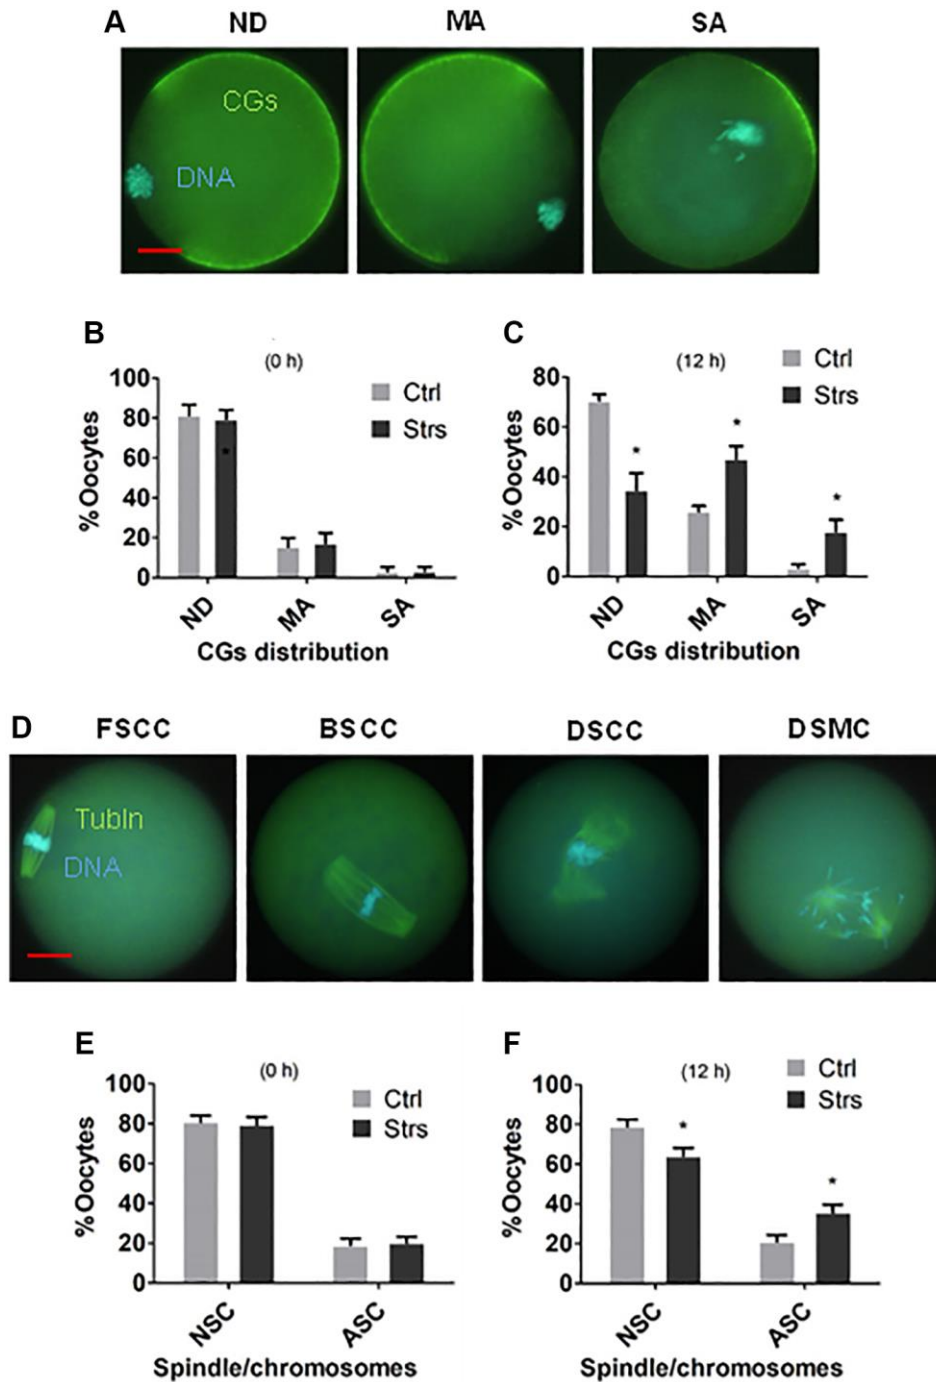 A ND MA SA
CGs
DNA
B (0 h)
Ctrl
Strs
*
%Oocytes
100
80
60
40
20
0
ND MA SA
CGs distribution
C (12 h)
Ctrl
Strs
* * *
%Oocytes
80
60
40
20
0
ND MA SA
CGs distribution
D FSCC BSCC DSCC DSMC
Tubln
DNA
E (0 h)
Ctrl
Strs
%Oocytes
100
80
60
40
20
0
NSC ASC
Spindle/chromosomes
F (12 h)
Ctrl
Strs
* *
%Oocytes
100
80
60
40
20
0
NSC ASC
Spindle/chromosomes